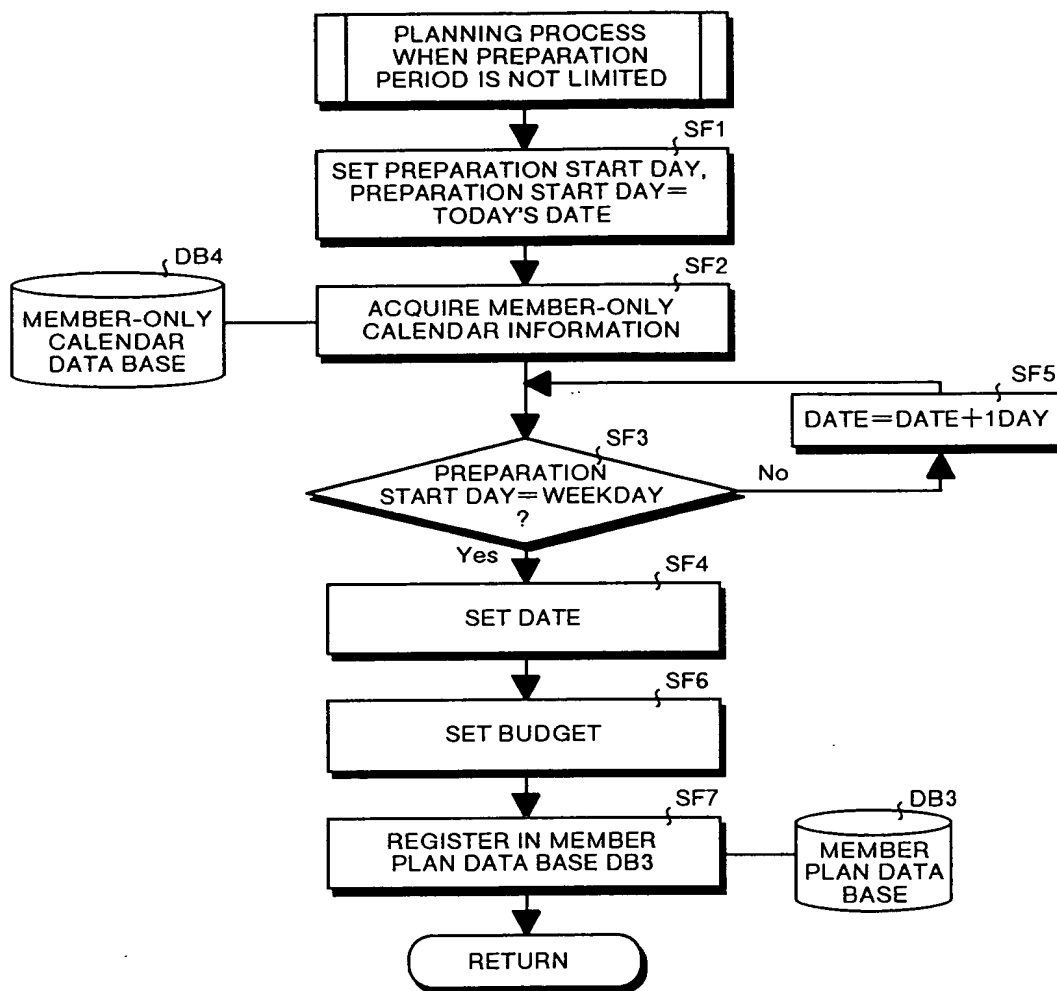 PLANNING PROCESS
WHEN PREPARATION
PERIOD IS NOT LIMITED
SF1
SET PREPARATION START DAY,
PREPARATION START DAY=
TODAY'S DATE
DB4
MEMBER-ONLY
CALENDAR
DATA BASE
SF2
ACQUIRE MEMBER-ONLY
CALENDAR INFORMATION
SF5
DATE=DATE+1DAY
SF3
PREPARATION
START DAY=WEEKDAY
?
No
Yes
SF4
SET DATE
SF6
SET BUDGET
SF7
REGISTER IN MEMBER
PLAN DATA BASE DB3
DB3
MEMBER
PLAN DATA
BASE
RETURN